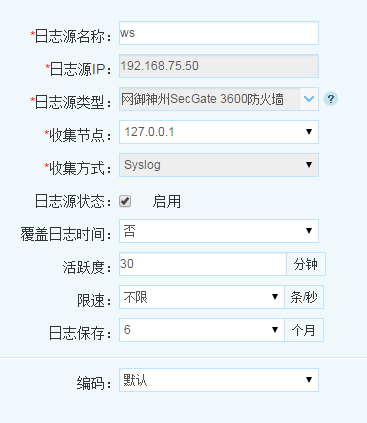 *日志源名称： ws
*日志源IP： 192.168.75.50
*日志源类型： 网御神州SecGate 3600防火墙 ?
*收集节点： 127.0.0.1
*收集方式： Syslog
日志源状态： 启用
覆盖日志时间： 否
活跃度： 30 分钟
限速： 不限 条/秒
日志保存： 6 个月
编码： 默认